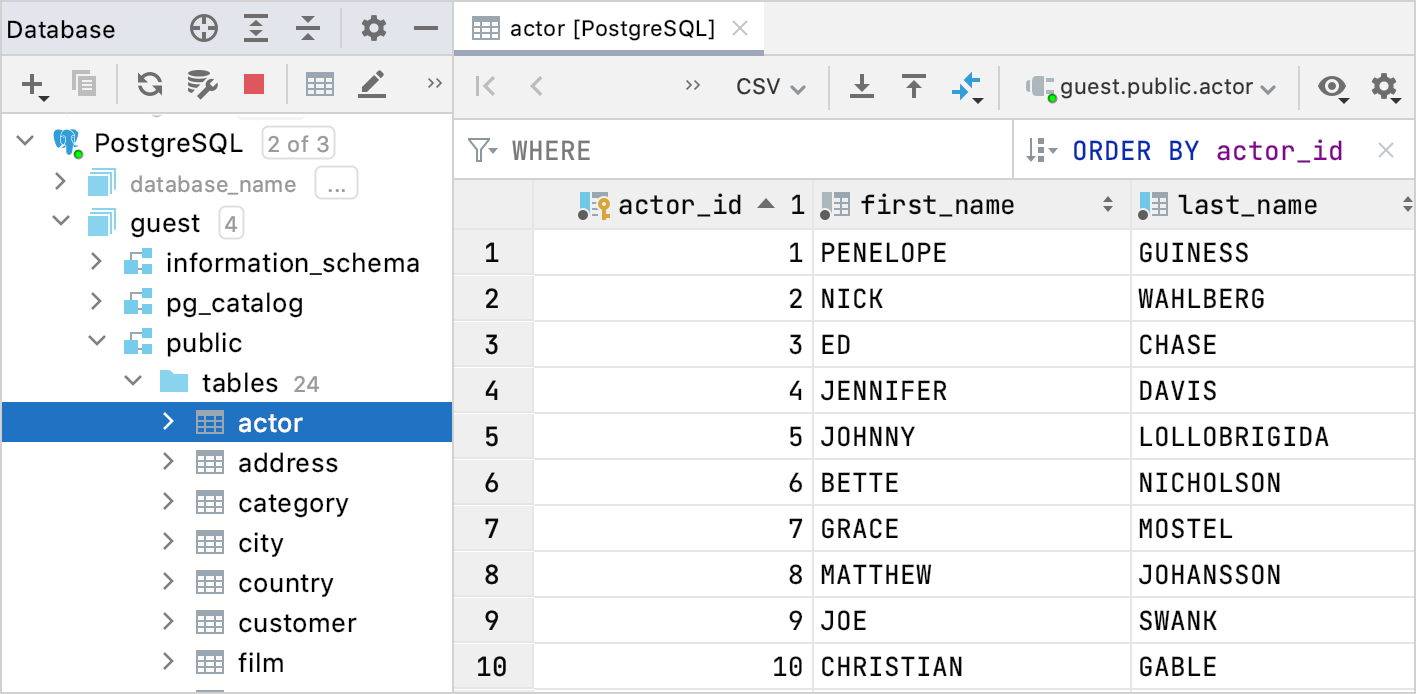 Database
actor [PostgreSQL]
CSV
guest.public.actor
PostgreSQL 2 of 3
database_name ...
guest 4
information_schema
pg_catalog
public
tables 24
actor
address
category
city
country
customer
film
WHERE
ORDER BY actor_id
actor_id 1 first_name last_name
1 1 PENELOPE GUINESS
2 2 NICK WAHLBERG
3 3 ED CHASE
4 4 JENNIFER DAVIS
5 5 JOHNNY LOLLOBRIGIDA
6 6 BETTE NICHOLSON
7 7 GRACE MOSTEL
8 8 MATTHEW JOHANSSON
9 9 JOE SWANK
10 10 CHRISTIAN GABLE